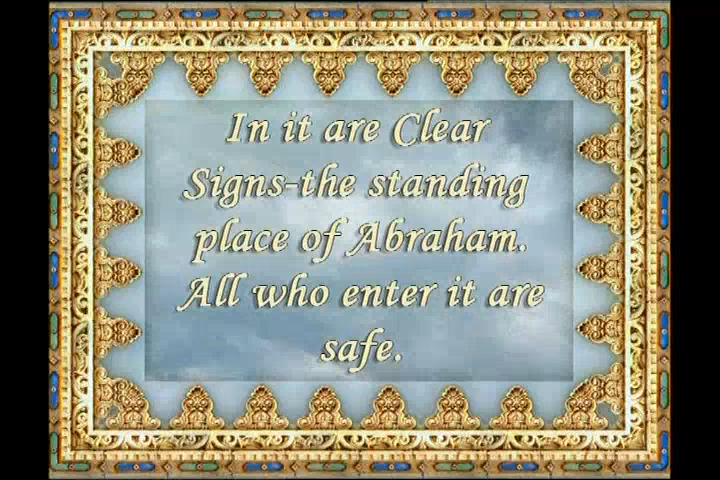 In it are Clear
Signs-the standing
place of Abraham.
All who enter it are
safe.